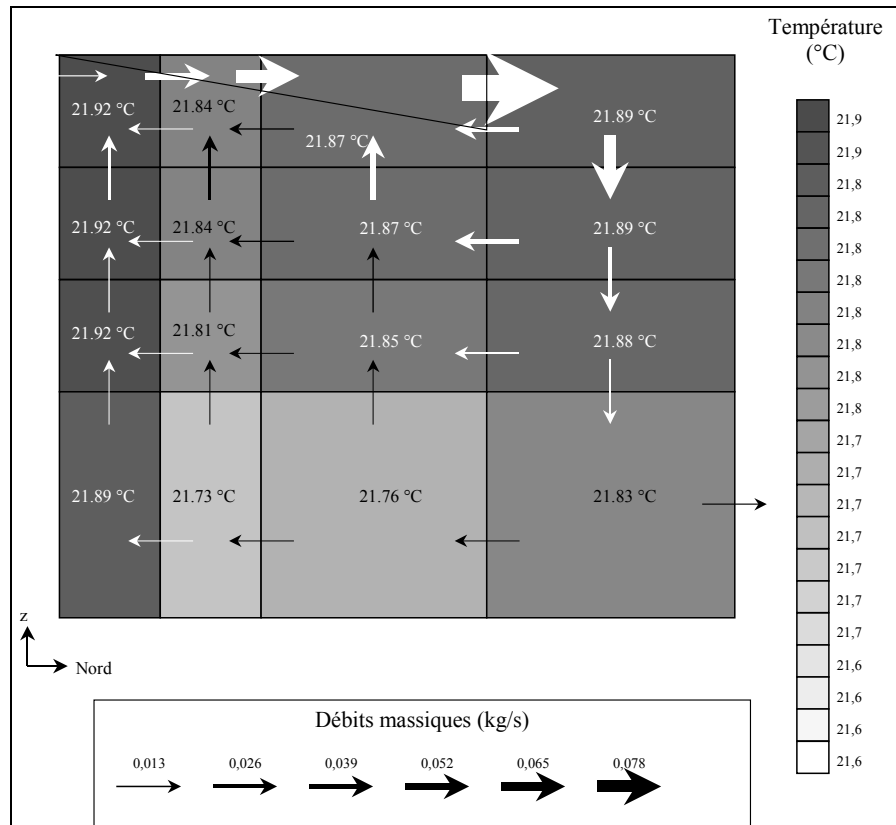 Température
(°C)
21.92 °C
21.84 °C
21.87 °C
21.89 °C
21.92 °C
21.84 °C
21.87 °C
21.89 °C
21.92 °C
21.81 °C
21.85 °C
21.88 °C
21.89 °C
21.73 °C
21.76 °C
21.83 °C
21,9
21,9
21,8
21,8
21,8
21,8
21,8
21,8
21,8
21,7
21,7
21,7
21,7
21,7
21,7
21,7
21,6
21,6
21,6
21,6
z
Nord
Débits massiques (kg/s)
0,013 0,026 0,039 0,052 0,065 0,078